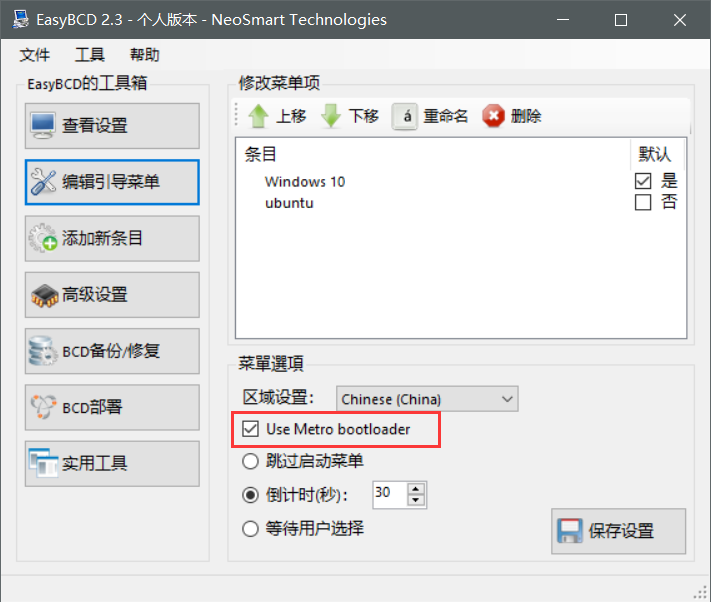 EasyBCD 2.3 - 个人版本 - NeoSmart Technologies
文件 工具 帮助
EasyBCD的工具箱
查看设置
编辑引导菜单
添加新条目
高级设置
BCD备份/修复
BCD部署
实用工具
修改菜单项
上移 下移 á 重命名 删除
条目 默认
Windows 10 是
ubuntu 否
菜單選項
区域设置: Chinese (China)
Use Metro bootloader
跳过启动菜单
倒计时(秒): 30
等待用户选择
保存设置